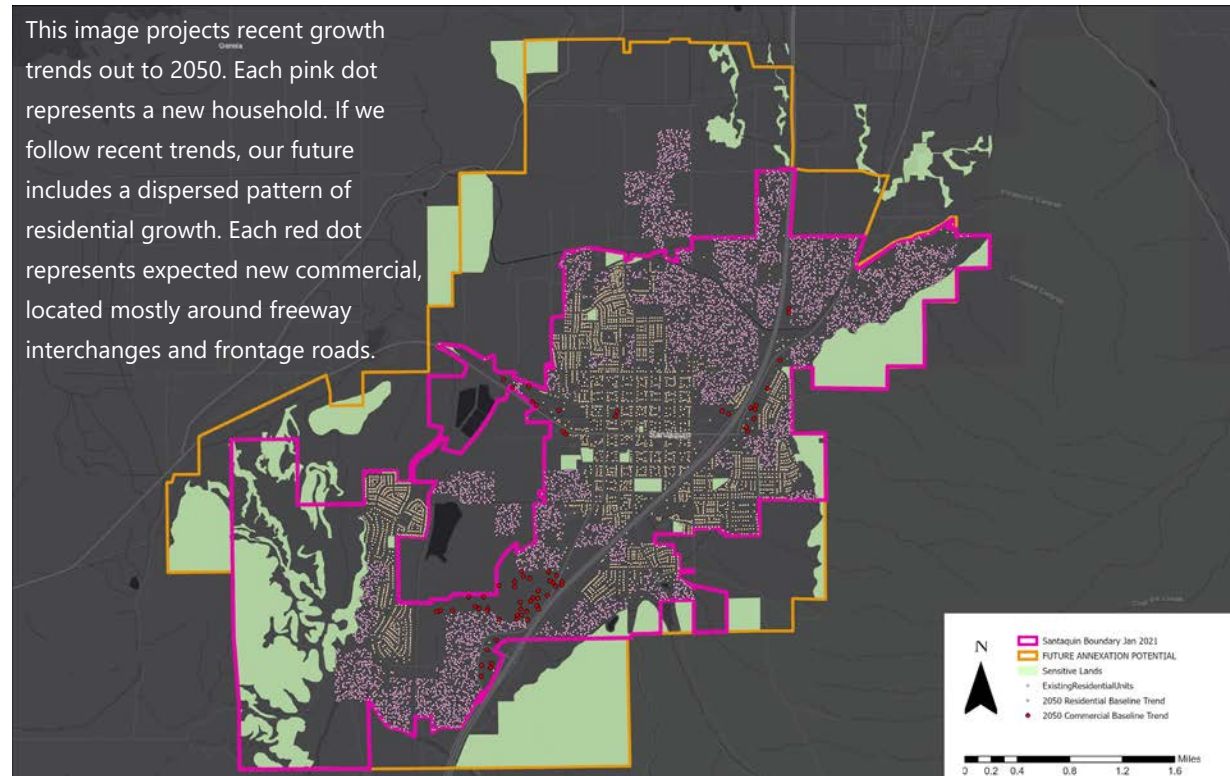 This image projects recent growth
trends out to 2050. Each pink dot
represents a new household. If we
follow recent trends, our future
includes a dispersed pattern of
residential growth. Each red dot
represents expected new commercial,
located mostly around freeway
interchanges and frontage roads.
Genola
N
Santaquin Boundary Jan 2021
FUTURE ANNEXATION POTENTIAL
Sensitive Lands
ExistingResidentialUnits
2050 Residential Baseline Trend
2050 Commercial Baseline Trend
Miles
0 0.2 0.4 0.8 1.2 1.6